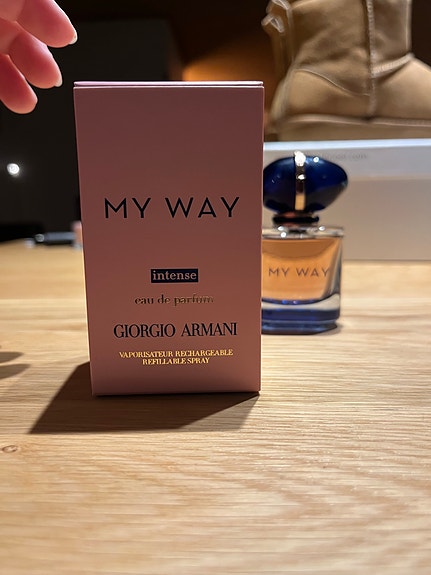 MY WAY
intense
eau de parfum
GIORGIO ARMANI
VAPORISATEUR RECHARGEABLE
REFILLABLE SPRAY
MY WAY